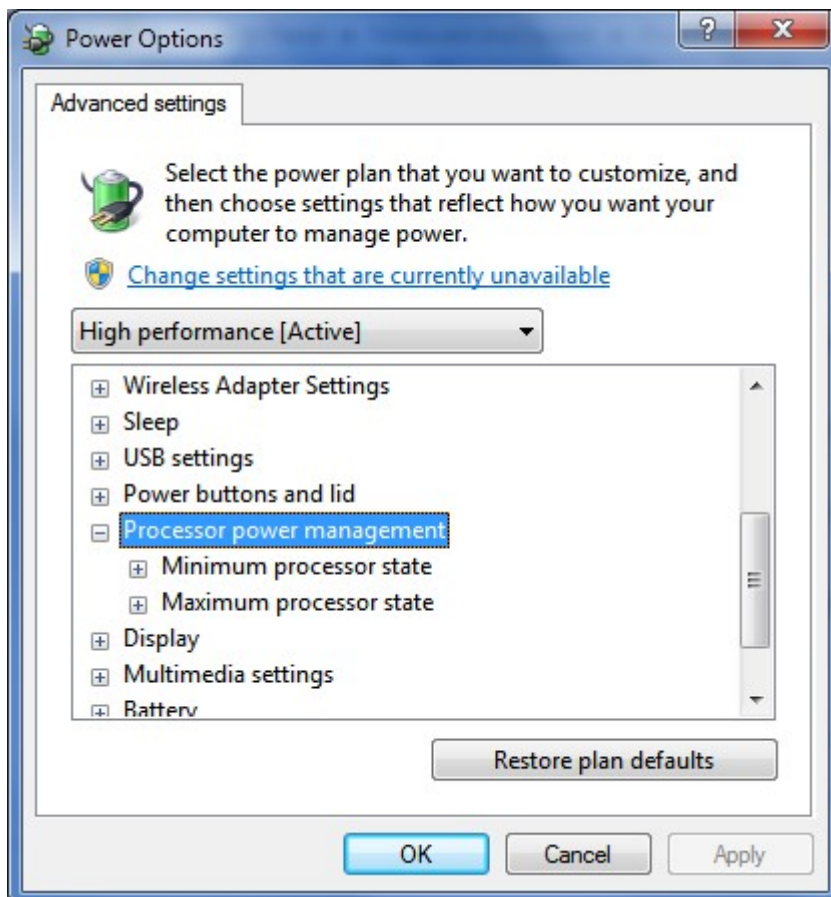 Power Options
?
Advanced settings
Select the power plan that you want to customize, and
then choose settings that reflect how you want your
computer to manage power.
Change settings that are currently unavailable
High performance [Active]
Wireless Adapter Settings
Sleep
USB settings
Power buttons and lid
Processor power management
Minimum processor state
Maximum processor state
Display
Multimedia settings
Battery
Restore plan defaults
OK Cancel Apply